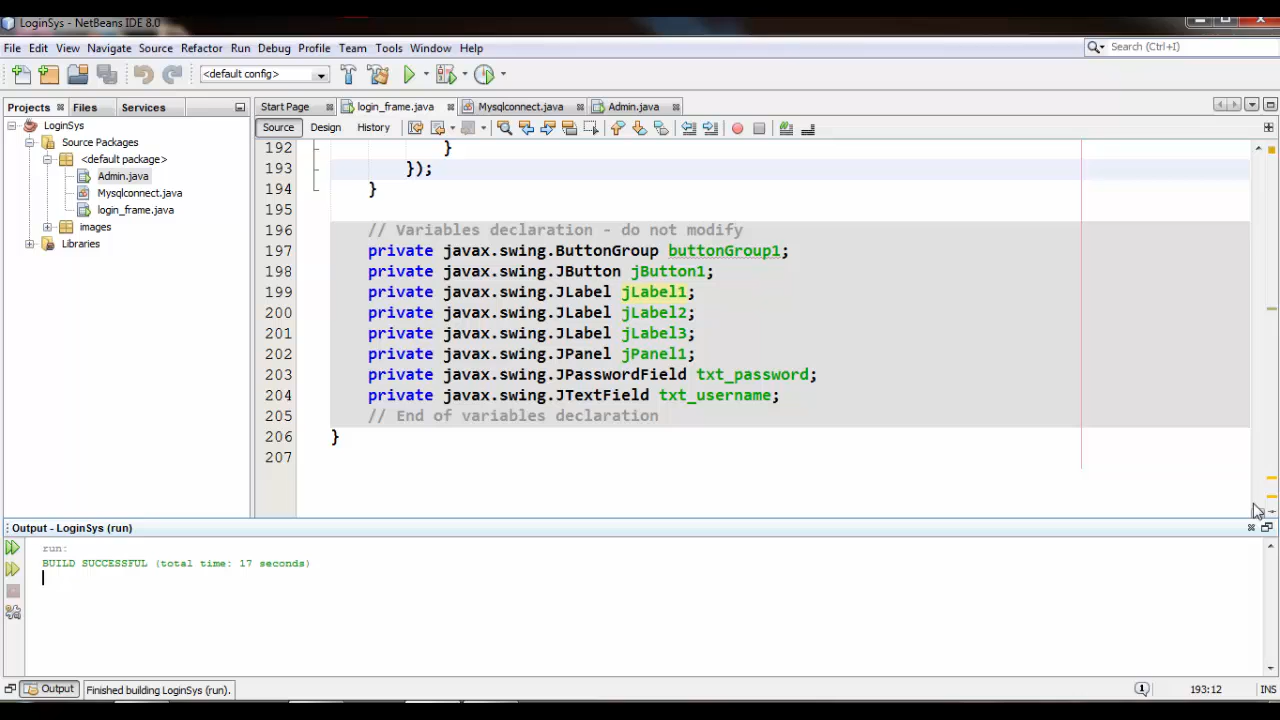 LoginSys - NetBeans IDE 8.0
File Edit View Navigate Source Refactor Run Debug Profile Team Tools Window Help
Search (Ctrl+I)
<default config>
Projects Files Services
Start Page login_frame.java Mysqlconnect.java Admin.java
Source Design History
LoginSys
Source Packages
<default package>
Admin.java
Mysqlconnect.java
login_frame.java
images
Libraries
192 }
193 });
194 }
195
196 // Variables declaration - do not modify
197 private javax.swing.ButtonGroup buttonGroup1;
198 private javax.swing.JButton jButton1;
199 private javax.swing.JLabel jLabel1;
200 private javax.swing.JLabel jLabel2;
201 private javax.swing.JLabel jLabel3;
202 private javax.swing.JPanel jPanel1;
203 private javax.swing.JPasswordField txt_password;
204 private javax.swing.JTextField txt_username;
205 // End of variables declaration
206 }
207
Output - LoginSys (run)
run:
BUILD SUCCESSFUL (total time: 17 seconds)
Output Finished building LoginSys (run). 1 193:12 INS